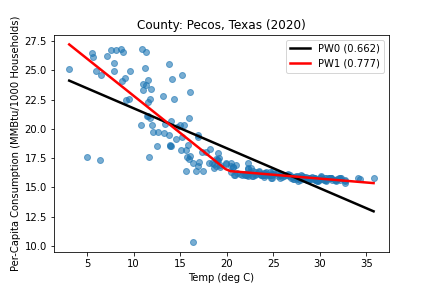 County: Pecos, Texas (2020)
PW0 (0.662)
PW1 (0.777)
Per-Capita Consumption (MMBtu/1000 Households)
27.5
25.0
22.5
20.0
17.5
15.0
12.5
10.0
5 10 15 20 25 30 35
Temp (deg C)